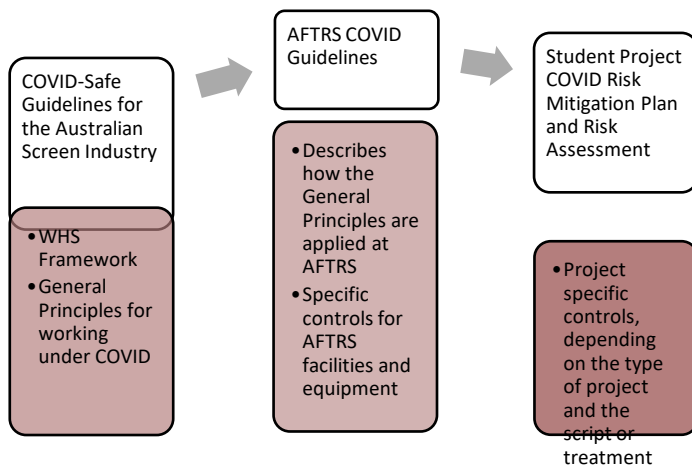 COVID-Safe
Guidelines for
the Australian
Screen Industry
•WHS
Framework
•General
Principles for
working
under COVID
AFTRS COVID
Guidelines
•Describes
how the
General
Principles are
applied at
AFTRS
•Specific
controls for
AFTRS
facilities and
equipment
Student Project
COVID Risk
Mitigation Plan
and Risk
Assessment
•Project
specific
controls,
depending
on the type
of project
and the
script or
treatment